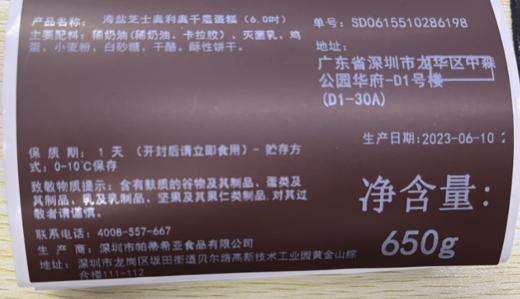 产品名称: 海盐芝士奥利奥千层蛋糕 (6.0吋)
主要配料: 稀奶油(稀奶油, 卡拉胶)、灭菌乳, 鸡
蛋, 小麦粉, 白砂糖, 干酪, 酥性饼干。
单号: SD0615510286198
地址:
广东省深圳市龙华区中森
公园华府-D1号楼
(D1-30A)
生产日期:2023-06-10
保 质 期: 1 天 (开封后请立即食用) - 贮存方
式: 0-10℃保存
致敏物质提示: 含有麸质的谷物及其制品、蛋类及
其制品、乳及乳制品、坚果及其果仁类制品, 对其过
敏者请谨慎。
联系电话: 4008-557-667
生 产 商: 深圳市帕蒂希亚食品有限公司
地址: 深圳市龙岗区坂田街道贝尔路高新技术工业园黄金山综
合楼111-112
净含量:
650g